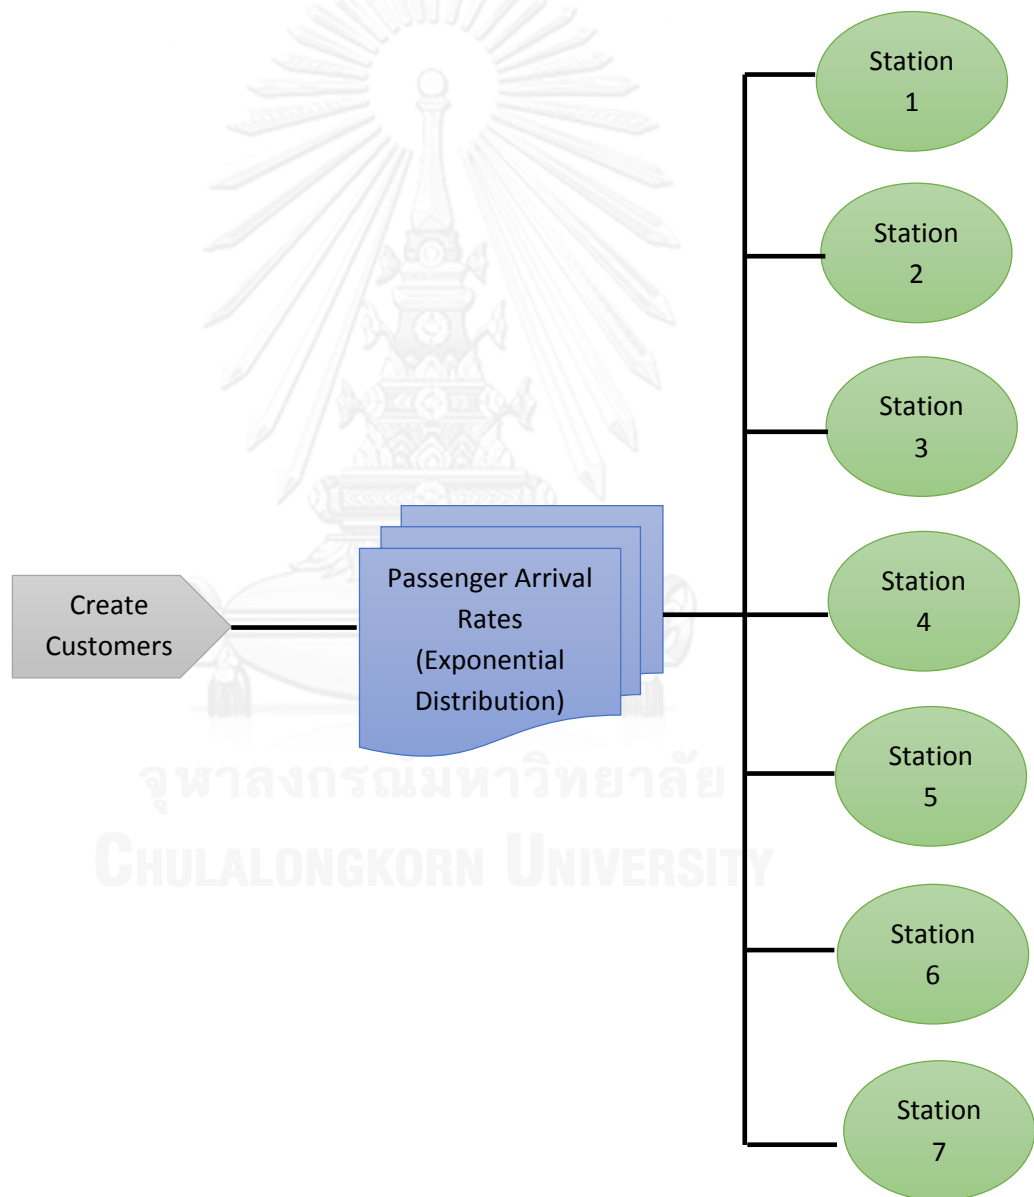 Station
1
Station
2
Station
3
Station
4
Station
5
Station
6
Station
7
Create
Customers
Passenger Arrival
Rates
(Exponential
Distribution)
จุฬาลงกรณ์มหาวิทยาลัย
CHULALONGKORN UNIVERSITY